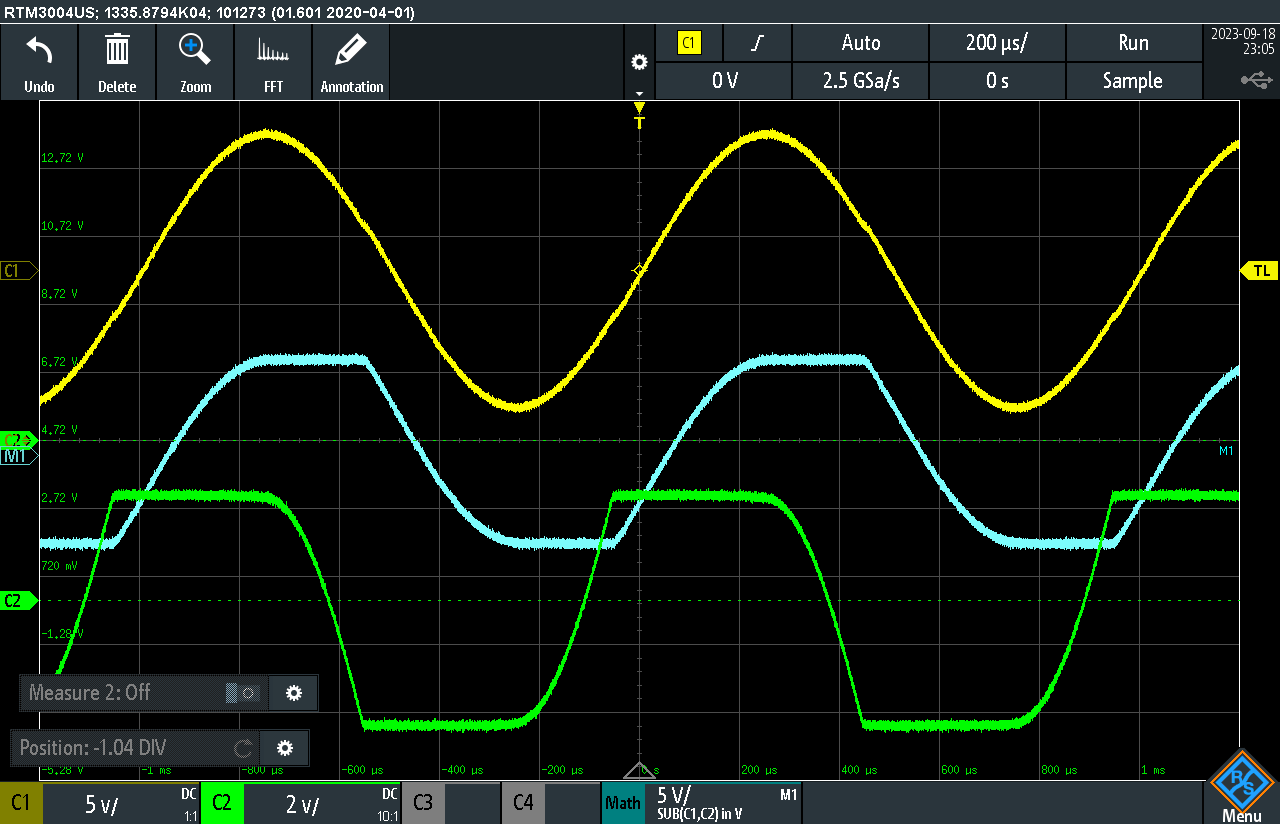 RTM3004US; 1335.8794K04; 101273 (01.601 2020-04-01)
Undo
Delete
Zoom
FFT
Annotation
C1
Auto
200 µs/
Run
2023-09-18
23:05
0 V
2.5 GSa/s
0 s
Sample
T
12,72 V
10,72 V
C1
TL
8,72 V
6,72 V
4,72 V
C2
M1
M1
2,72 V
720 mV
C2
-1,28 V
Measure 2: Off
Position: -1.04 DIV
-5,28 V
-1 ms
-800 µs
-600 µs
-400 µs
-200 µs
0 s
200 µs
400 µs
600 µs
800 µs
1 ms
C1
5 V/
DC
1:1
C2
2 V/
DC
10:1
C3
C4
Math
5 V/
M1
SUB(C1,C2) in V
R S
Menu